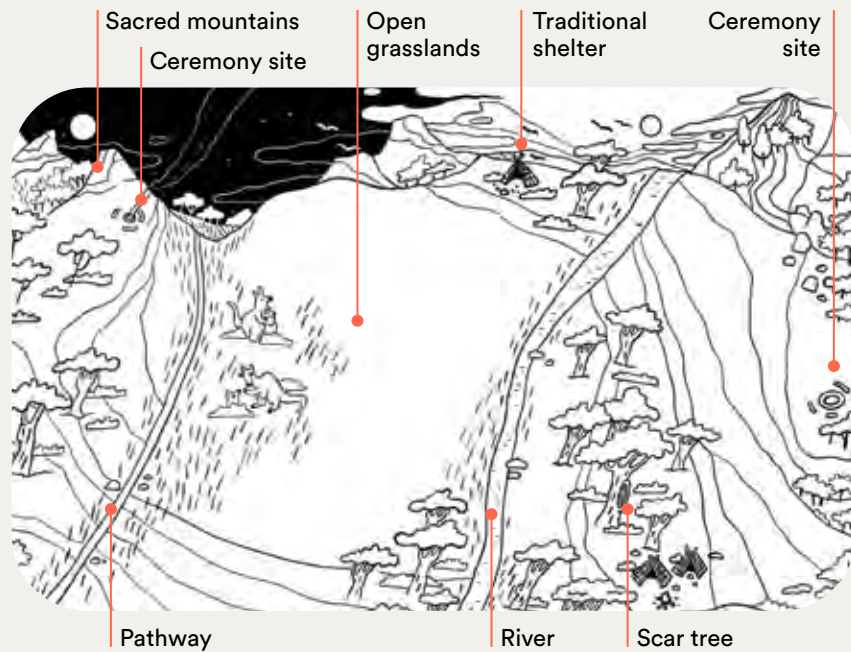 Sacred mountains
Ceremony site
Open
grasslands
Traditional
shelter
Ceremony
site
Pathway
River
Scar tree